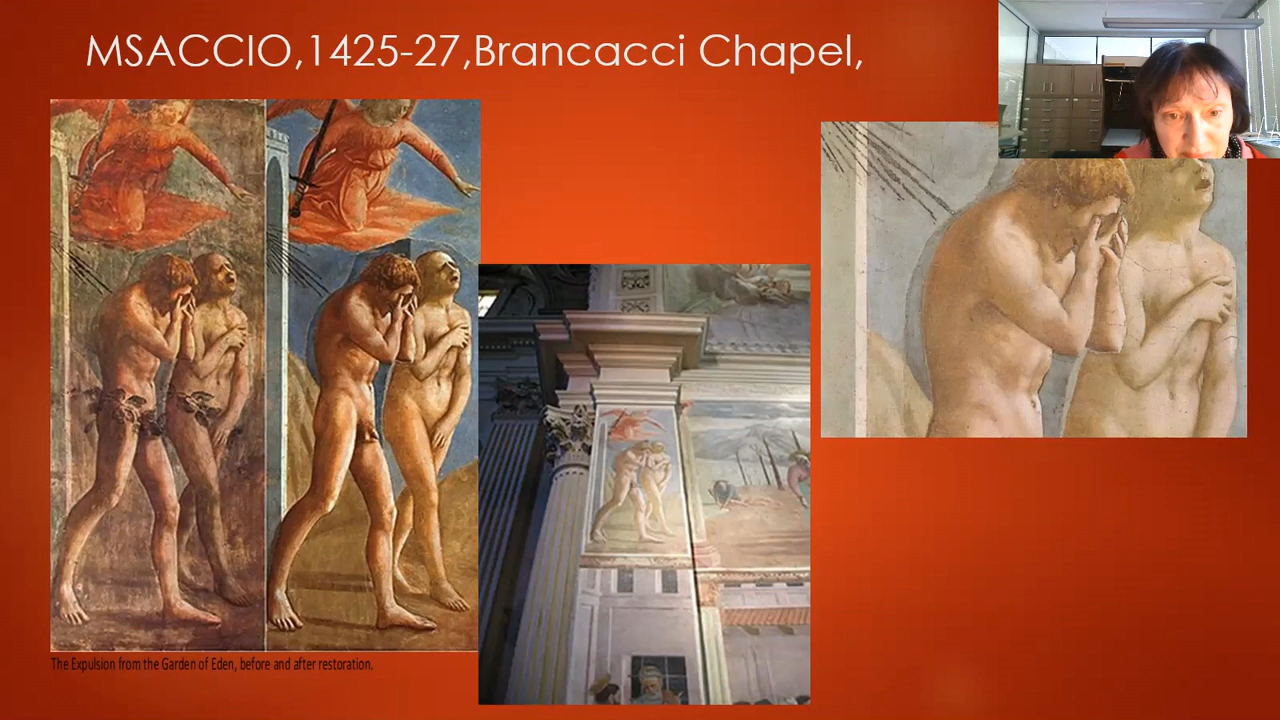 MSACCIO,1425-27,Brancacci Chapel,
The Expulsion from the Garden of Eden, before and after restoration.